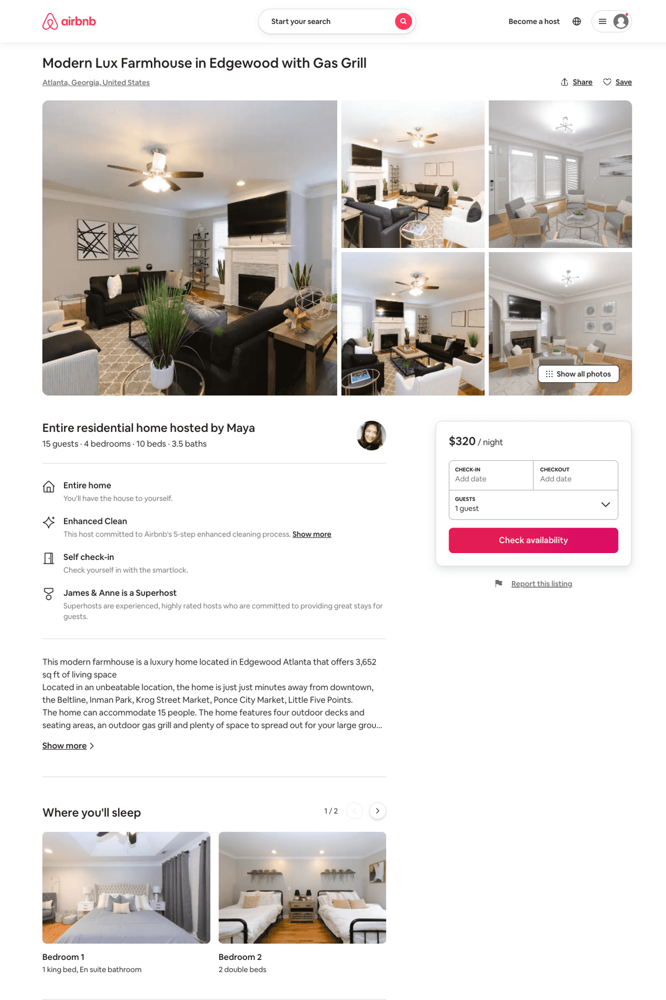 airbnb
Start your search
Become a host
Modern Lux Farmhouse in Edgewood with Gas Grill
Atlanta, Georgia, United States
Share
Save
Show all photos
Entire residential home hosted by Maya
15 guests · 4 bedrooms · 10 beds · 3.5 baths
Entire home
You'll have the house to yourself.
Enhanced Clean
This host committed to Airbnb's 5-step enhanced cleaning process. Show more
Self check-in
Check yourself in with the smartlock.
James & Anne is a Superhost
Superhosts are experienced, highly rated hosts who are committed to providing great stays for
guests.
$320 / night
CHECK-IN
Add date
CHECKOUT
Add date
GUESTS
1 guest
Check availability
Report this listing
This modern farmhouse is a luxury home located in Edgewood Atlanta that offers 3,652
sq ft of living space
Located in an unbeatable location, the home is just just minutes away from downtown,
the Beltline, Inman Park, Krog Street Market, Ponce City Market, Little Five Points.
The home can accommodate 15 people. The home features four outdoor decks and
seating areas, an outdoor gas grill and plenty of space to spread out for your large grou...
Show more
Where you'll sleep
1 / 2
Bedroom 1
1 king bed, En suite bathroom
Bedroom 2
2 double beds